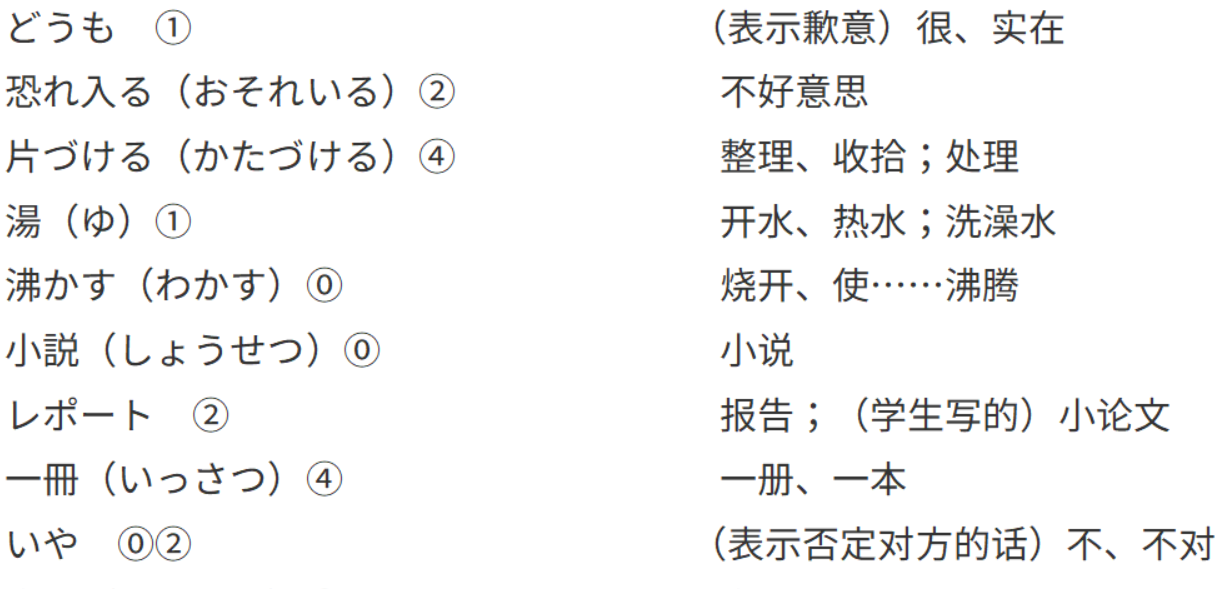 どうも ① （表示歉意）很、实在
恐れ入る（おそれいる）② 不好意思
片づける（かたづける）④ 整理、收拾；处理
湯（ゆ）① 开水、热水；洗澡水
沸かす（わかす）⓪ 烧开、使……沸腾
小説（しょうせつ）⓪ 小说
レポート ② 报告；（学生写的）小论文
一冊（いっさつ）④ 一册、一本
いや ⓪② （表示否定对方的话）不、不对